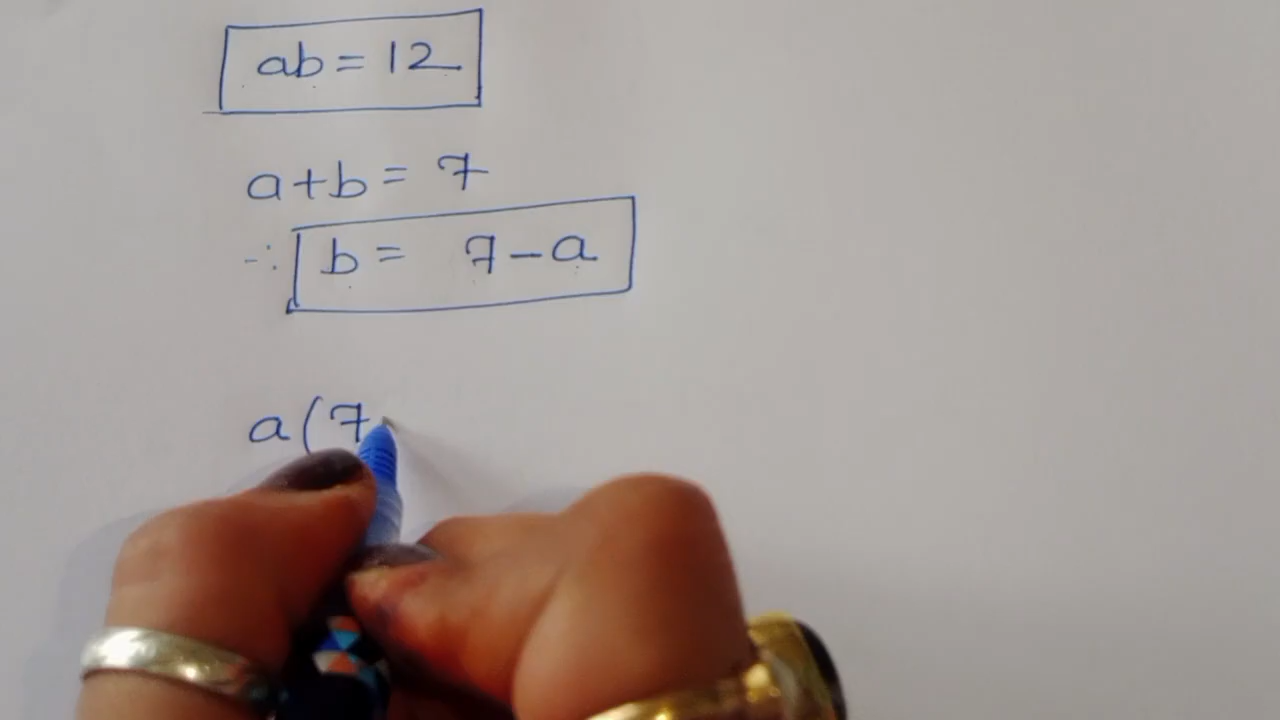 ab = 12
a+b = 7
∴ b = 7-a
a(7